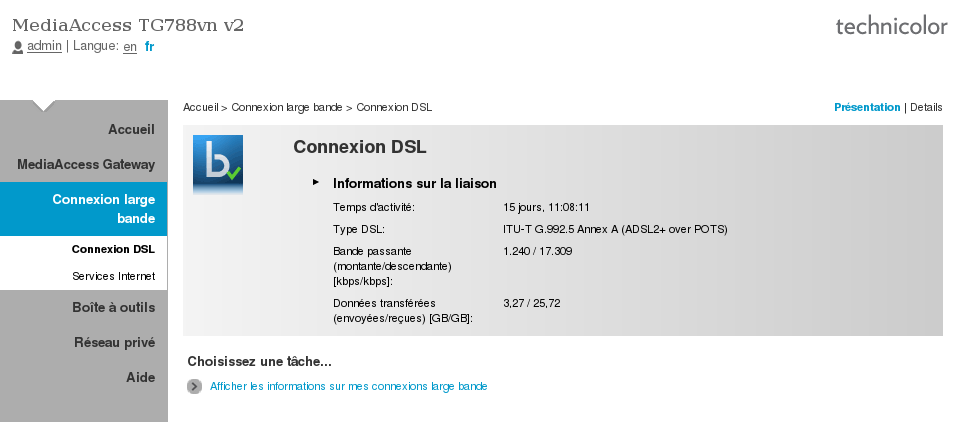 MediaAccess TG788vn v2
technicolor
admin | Langue: en fr
Accueil > Connexion large bande > Connexion DSL
Présentation | Details
Accueil
MediaAccess Gateway
Connexion large
bande
Connexion DSL
Services Internet
Boîte à outils
Réseau privé
Aide
b
Connexion DSL
Informations sur la liaison
Temps d'activité: 15 jours, 11:08:11
Type DSL: ITU-T G.992.5 Annex A (ADSL2+ over POTS)
Bande passante 1.240 / 17.309
(montante/descendante)
[kbps/kbps]:
Données transférées 3,27 / 25,72
(envoyées/reçues) [GB/GB]:
Choisissez une tâche...
Afficher les informations sur mes connexions large bande